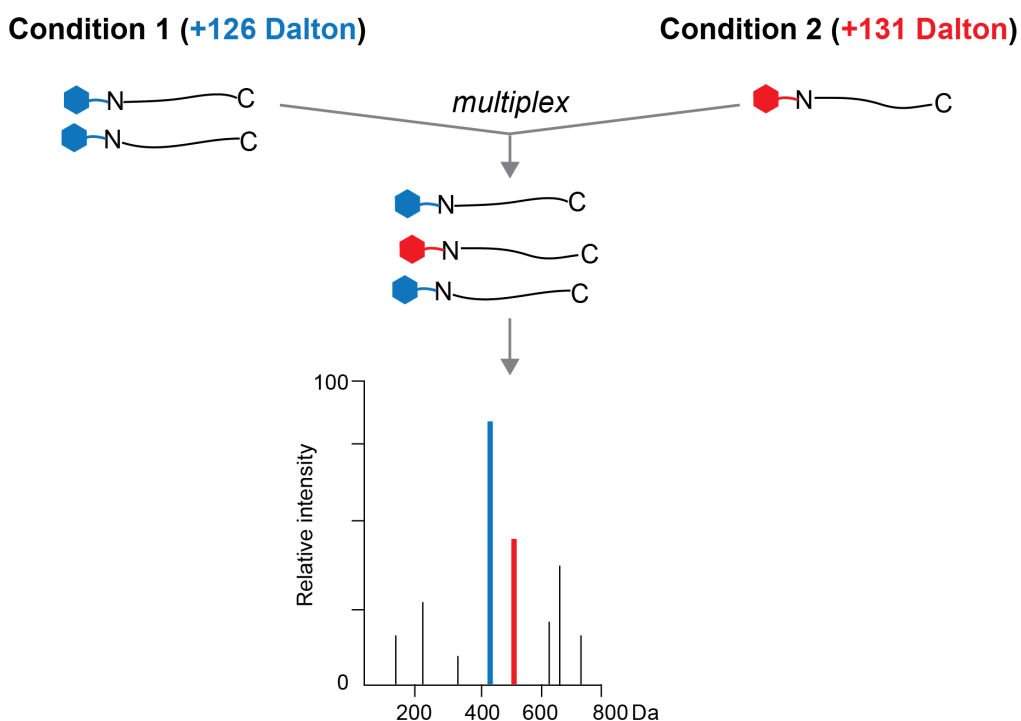 Condition 1 (+126 Dalton)
Condition 2 (+131 Dalton)
N C
N C
multiplex
N C
N C
N C
N C
100
Relative intensity
0
200 400 600 800 Da